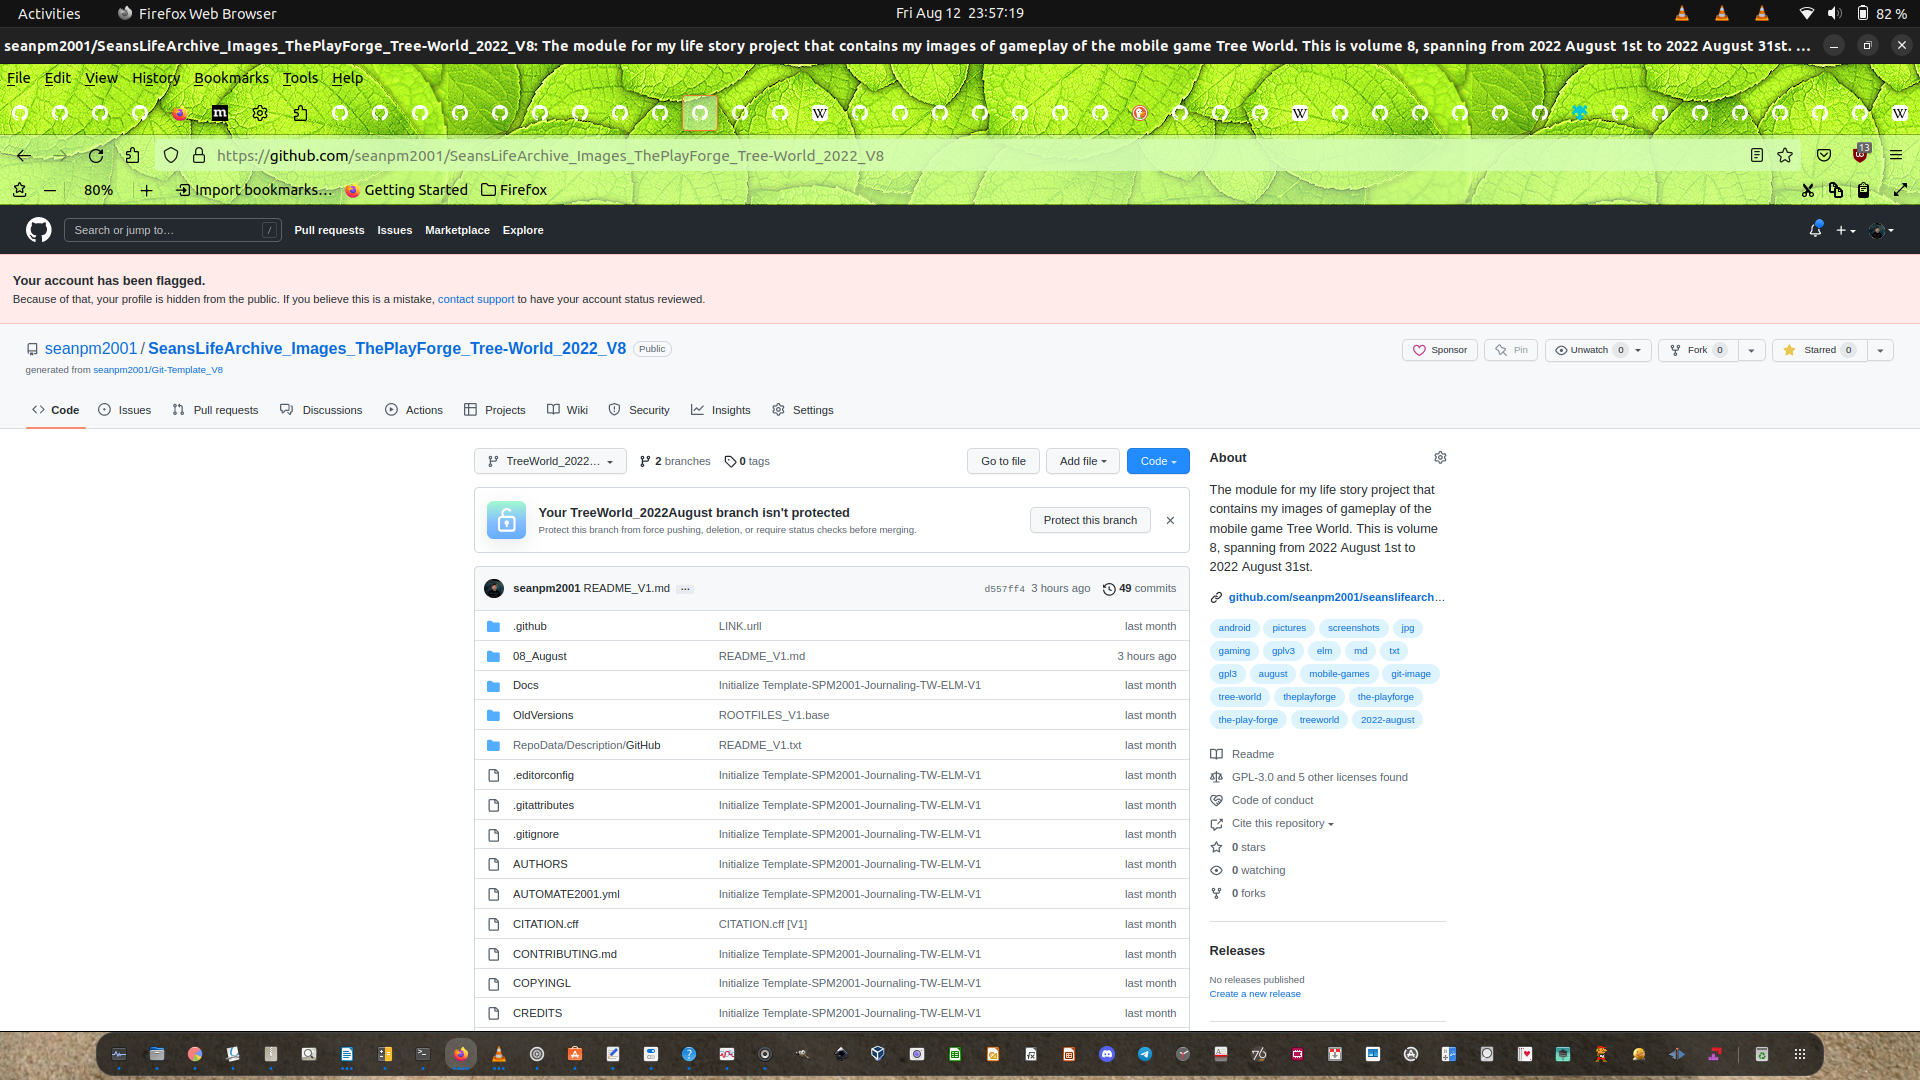 Activities
Firefox Web Browser
Fri Aug 12 23:57:19
82 %
seanpm2001/SeansLifeArchive_Images_ThePlayForge_Tree-World_2022_V8: The module for my life story project that contains my images of gameplay of the mobile game Tree World. This is volume 8, spanning from 2022 August 1st to 2022 August 31st. ...
File Edit View History Bookmarks Tools Help
https://github.com/seanpm2001/SeansLifeArchive_Images_ThePlayForge_Tree-World_2022_V8
13
80%
Import bookmarks...
Getting Started
Firefox
Search or jump to...
/
Pull requests Issues Marketplace Explore
Your account has been flagged.
Because of that, your profile is hidden from the public. If you believe this is a mistake, contact support to have your account status reviewed.
seanpm2001 / SeansLifeArchive_Images_ThePlayForge_Tree-World_2022_V8 Public
Sponsor Pin Unwatch 0 Fork 0 Starred 0
generated from seanpm2001/Git-Template_V8
Code Issues Pull requests Discussions Actions Projects Wiki Security Insights Settings
TreeWorld_2022... 2 branches 0 tags
Go to file Add file Code
Your TreeWorld_2022August branch isn't protected
Protect this branch from force pushing, deletion, or require status checks before merging.
Protect this branch
seanpm2001 README_V1.md ... d557ff4 3 hours ago 49 commits
.github LINK.urll last month
08_August README_V1.md 3 hours ago
Docs Initialize Template-SPM2001-Journaling-TW-ELM-V1 last month
OldVersions ROOTFILES_V1.base last month
RepoData/Description/GitHub README_V1.txt last month
.editorconfig Initialize Template-SPM2001-Journaling-TW-ELM-V1 last month
.gitattributes Initialize Template-SPM2001-Journaling-TW-ELM-V1 last month
.gitignore Initialize Template-SPM2001-Journaling-TW-ELM-V1 last month
AUTHORS Initialize Template-SPM2001-Journaling-TW-ELM-V1 last month
AUTOMATE2001.yml Initialize Template-SPM2001-Journaling-TW-ELM-V1 last month
CITATION.cff CITATION.cff [V1] last month
CONTRIBUTING.md Initialize Template-SPM2001-Journaling-TW-ELM-V1 last month
COPYINGL Initialize Template-SPM2001-Journaling-TW-ELM-V1 last month
CREDITS Initialize Template-SPM2001-Journaling-TW-ELM-V1 last month
About
The module for my life story project that
contains my images of gameplay of the
mobile game Tree World. This is volume
8, spanning from 2022 August 1st to
2022 August 31st.
github.com/seanpm2001/seanslifearch...
android pictures screenshots jpg
gaming gplv3 elm md txt
gpl3 august mobile-games git-image
tree-world theplayforge the-playforge
the-play-forge treeworld 2022-august
Readme
GPL-3.0 and 5 other licenses found
Code of conduct
Cite this repository
0 stars
0 watching
0 forks
Releases
No releases published
Create a new release